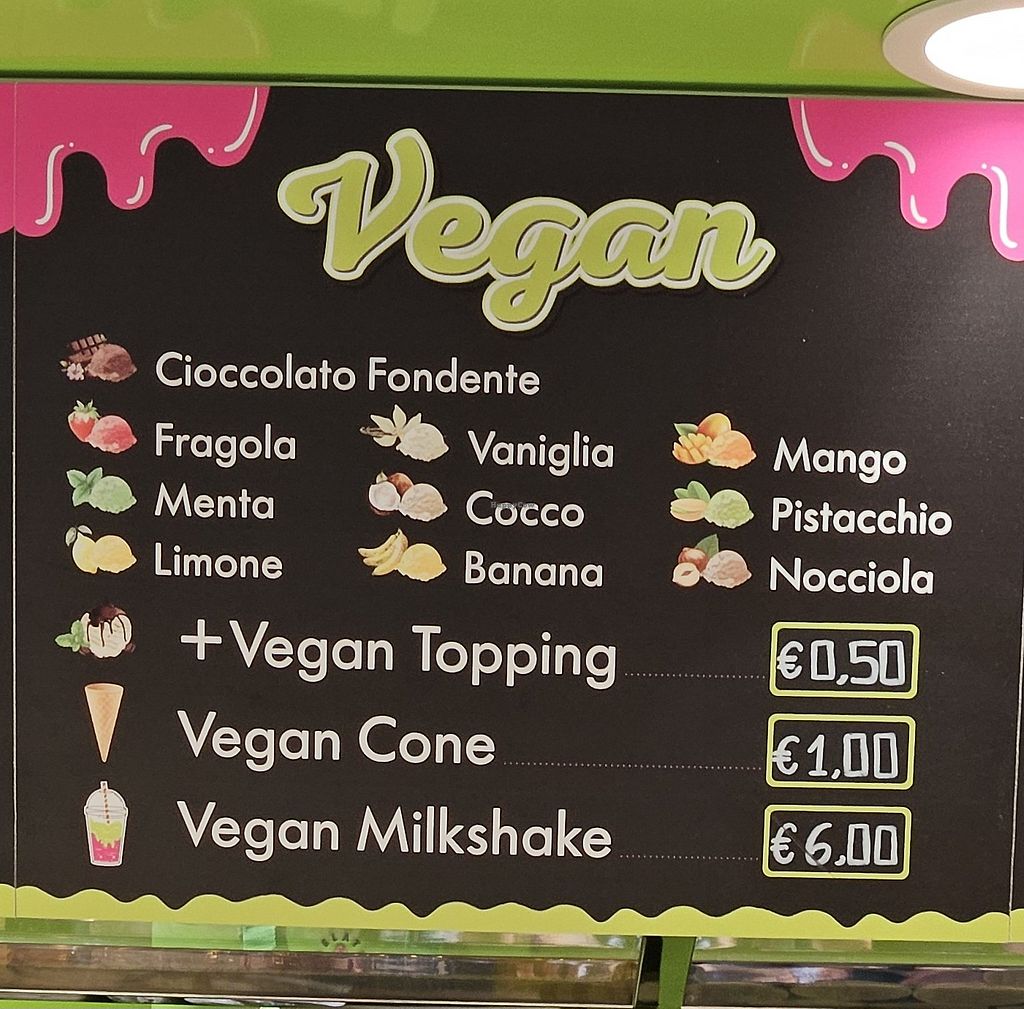 Vegan
Cioccolato Fondente
Fragola Vaniglia Mango
Menta Cocco Pistacchio
Limone Banana Nocciola
+Vegan Topping €0,50
Vegan Cone €1,00
Vegan Milkshake €6,00